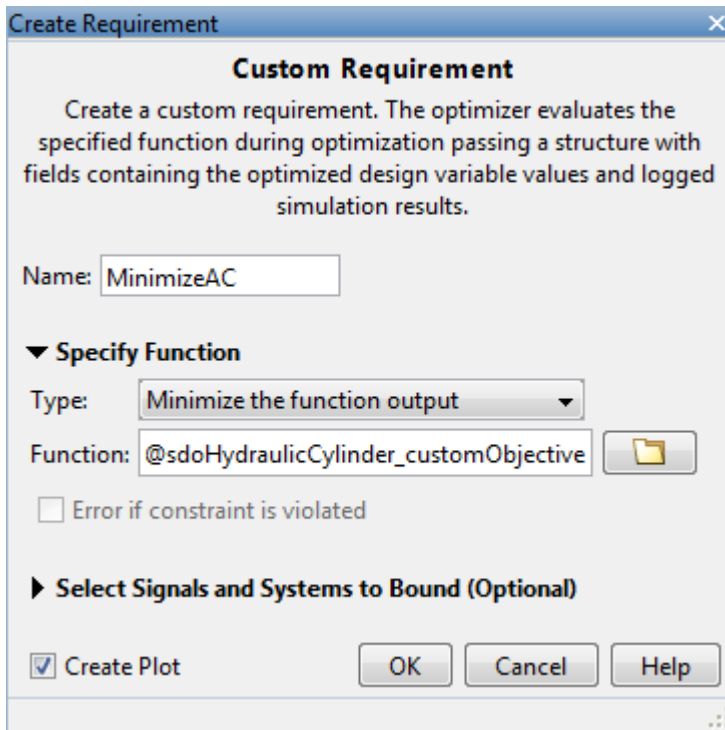 Create Requirement
Custom Requirement
Create a custom requirement. The optimizer evaluates the
specified function during optimization passing a structure with
fields containing the optimized design variable values and logged
simulation results.
Name: MinimizeAC
Specify Function
Type: Minimize the function output
Function: @sdoHydraulicCylinder_customObjective
Error if constraint is violated
Select Signals and Systems to Bound (Optional)
Create Plot OK Cancel Help